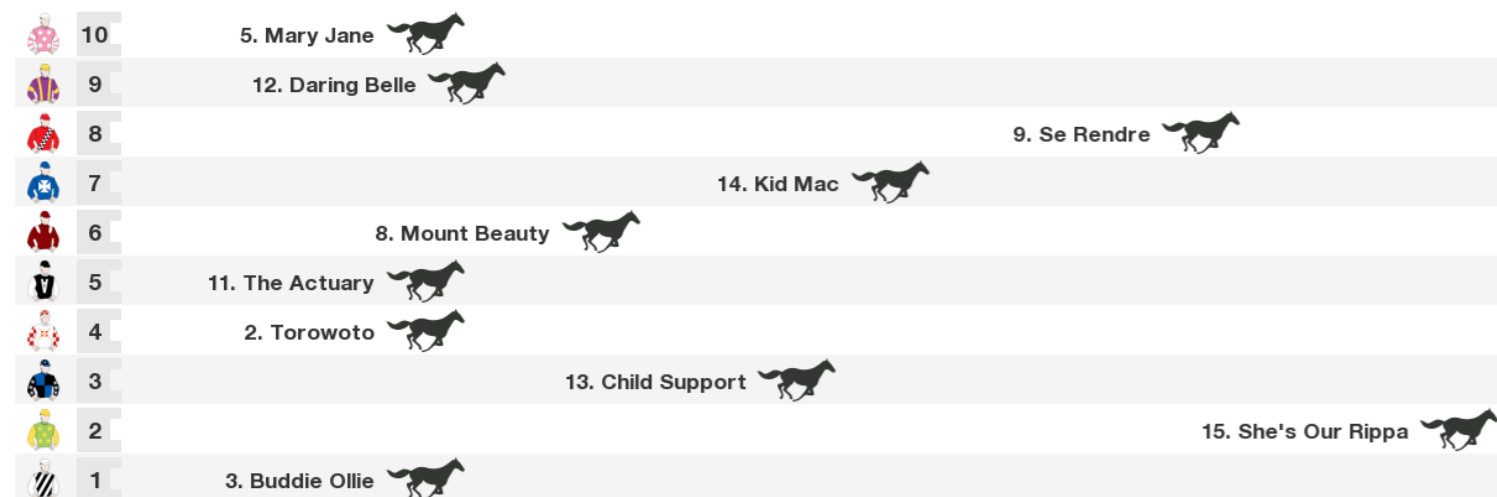 10 5. Mary Jane
9 12. Daring Belle
8 9. Se Rendre
7 14. Kid Mac
6 8. Mount Beauty
5 11. The Actuary
4 2. Torowoto
3 13. Child Support
2 15. She's Our Rippa
1 3. Buddie Ollie